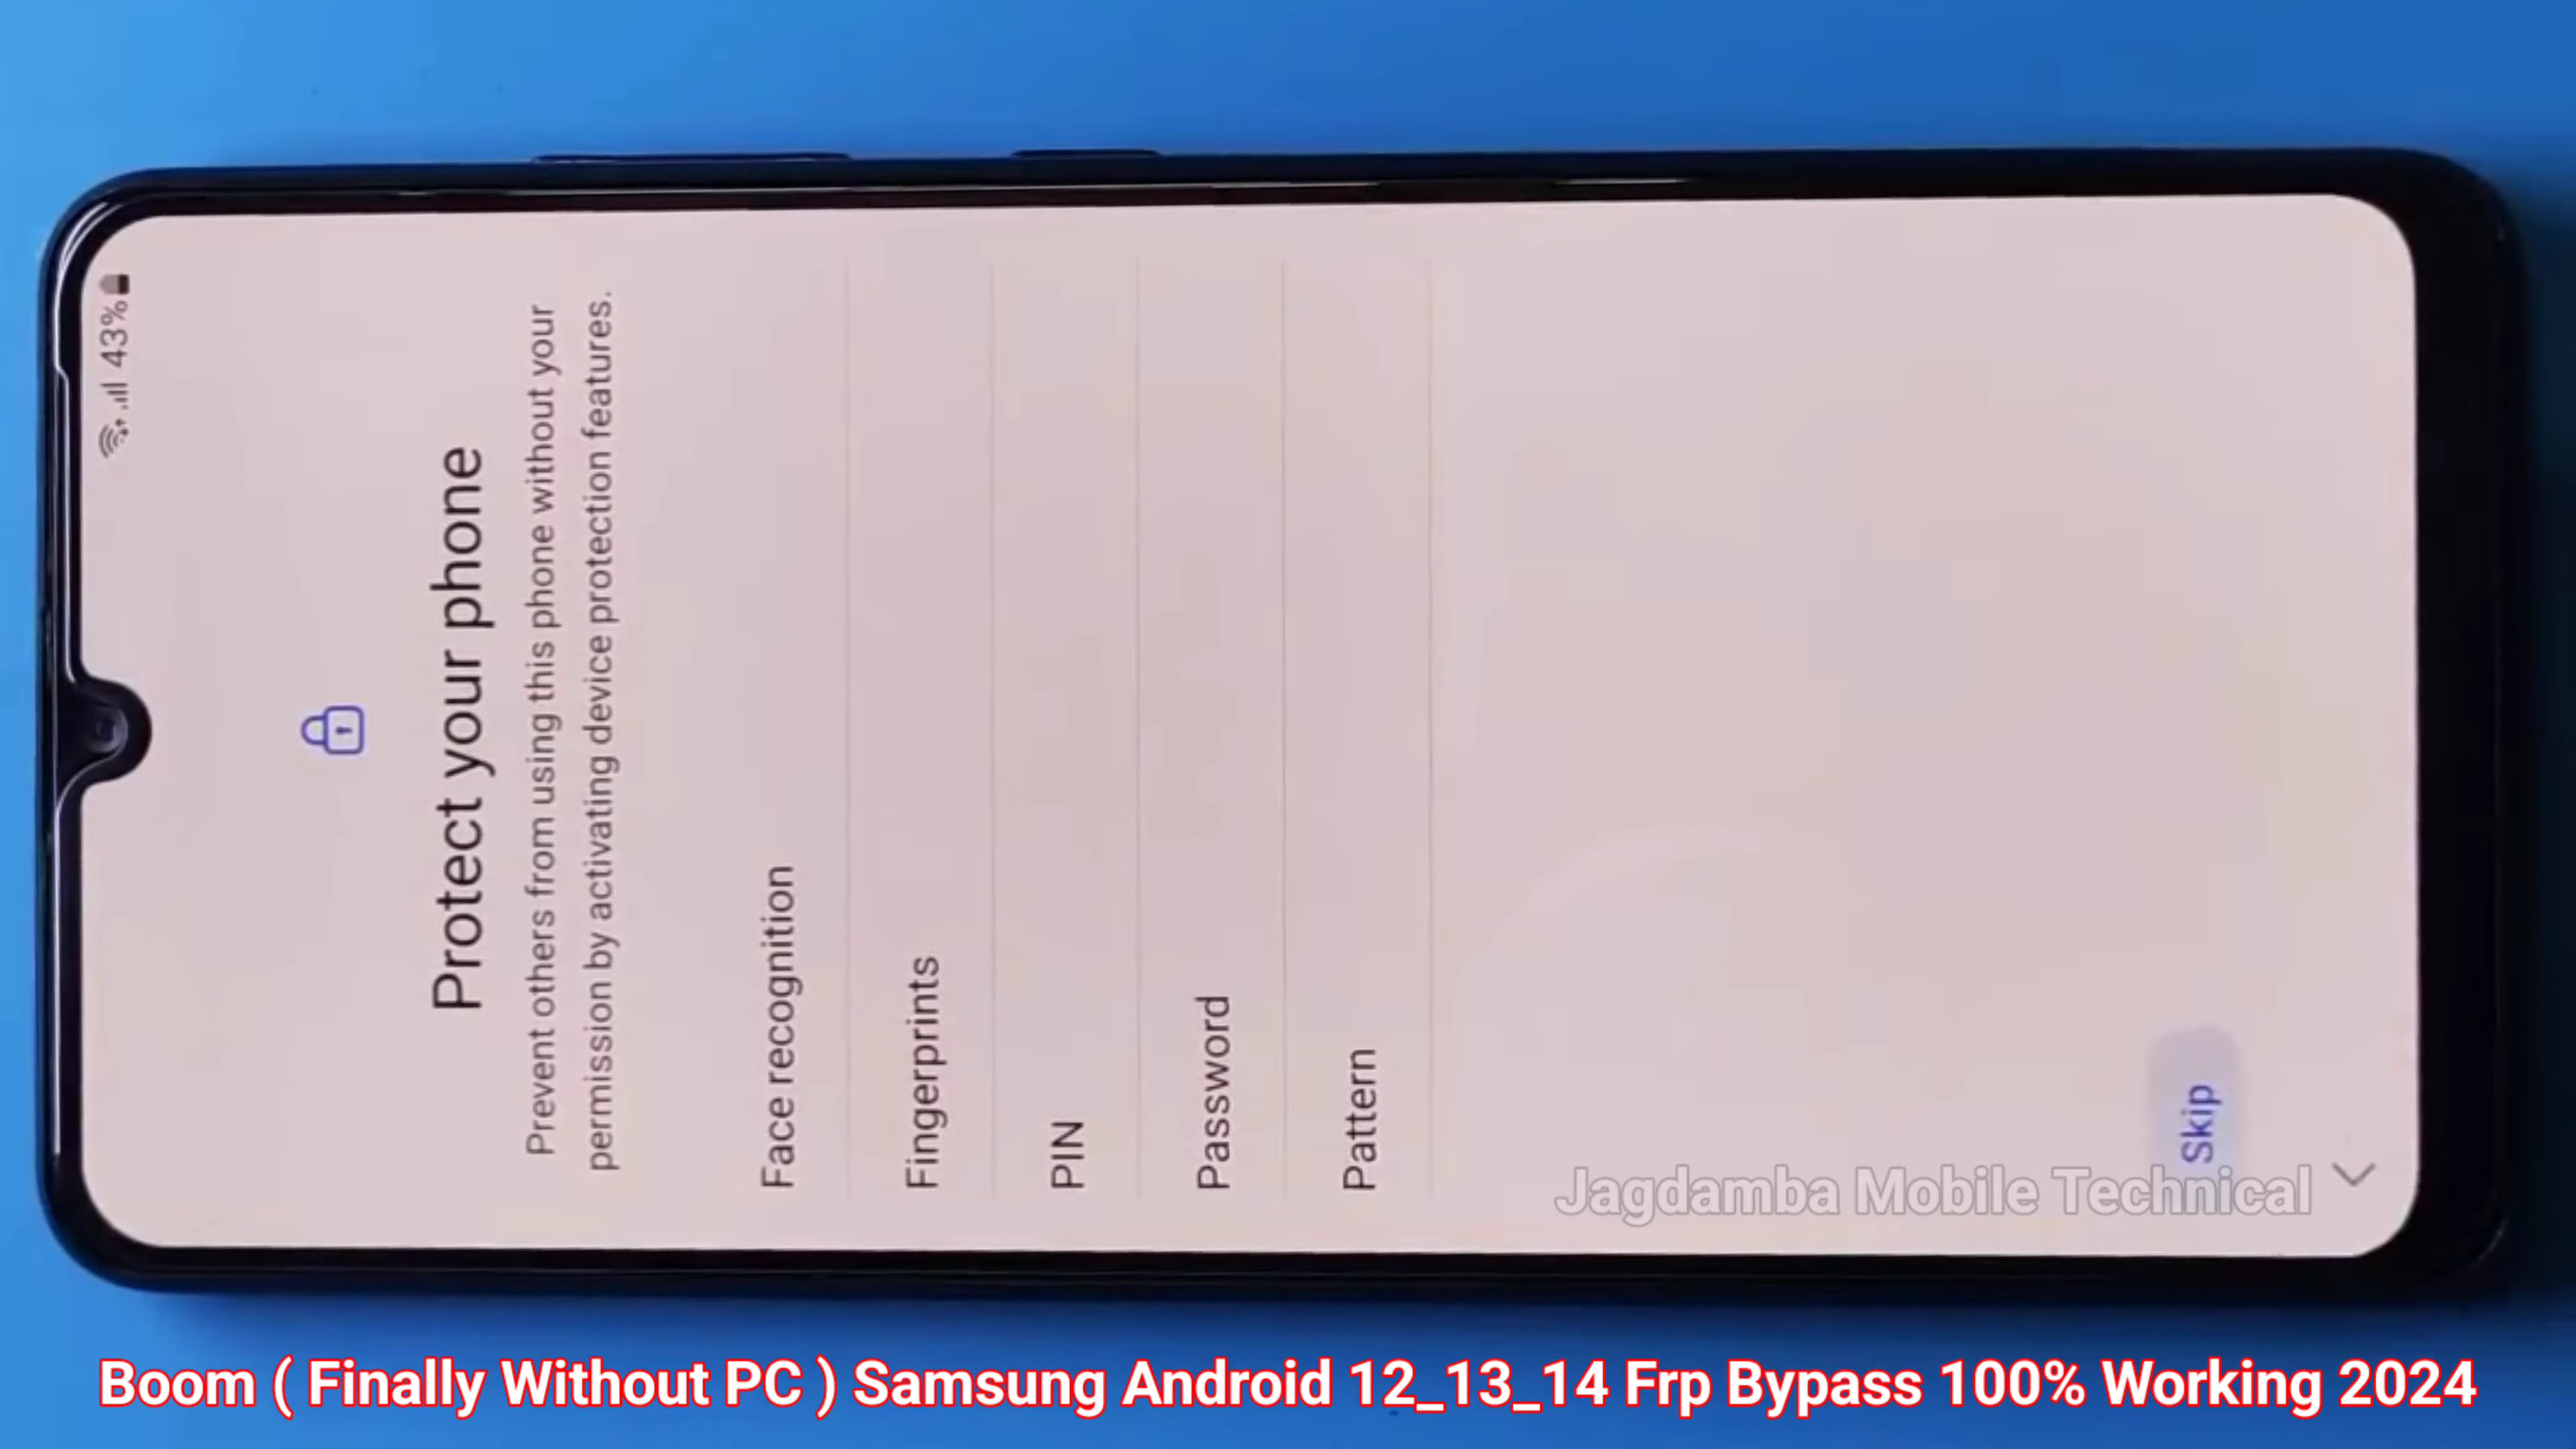 43%
Protect your phone
Prevent others from using this phone without your
permission by activating device protection features.
Face recognition
Fingerprints
PIN
Password
Pattern
Skip
Jagdamba Mobile Technical
Boom ( Finally Without PC ) Samsung Android 12_13_14 Frp Bypass 100% Working 2024